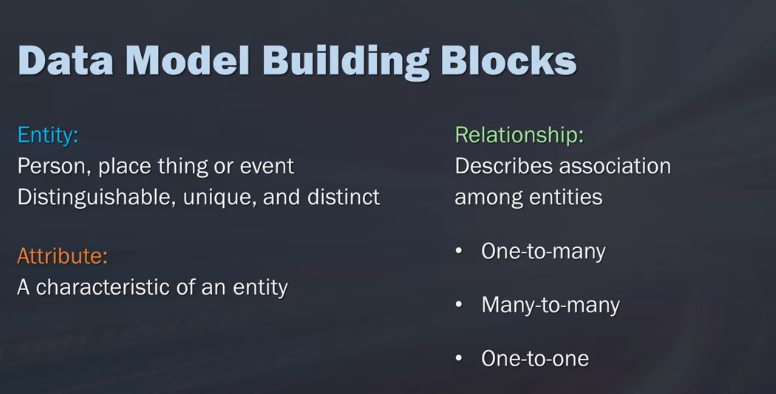 Data Model Building Blocks
Entity:
Person, place thing or event
Distinguishable, unique, and distinct
Attribute:
A characteristic of an entity
Relationship:
Describes association
among entities
• One-to-many
• Many-to-many
• One-to-one